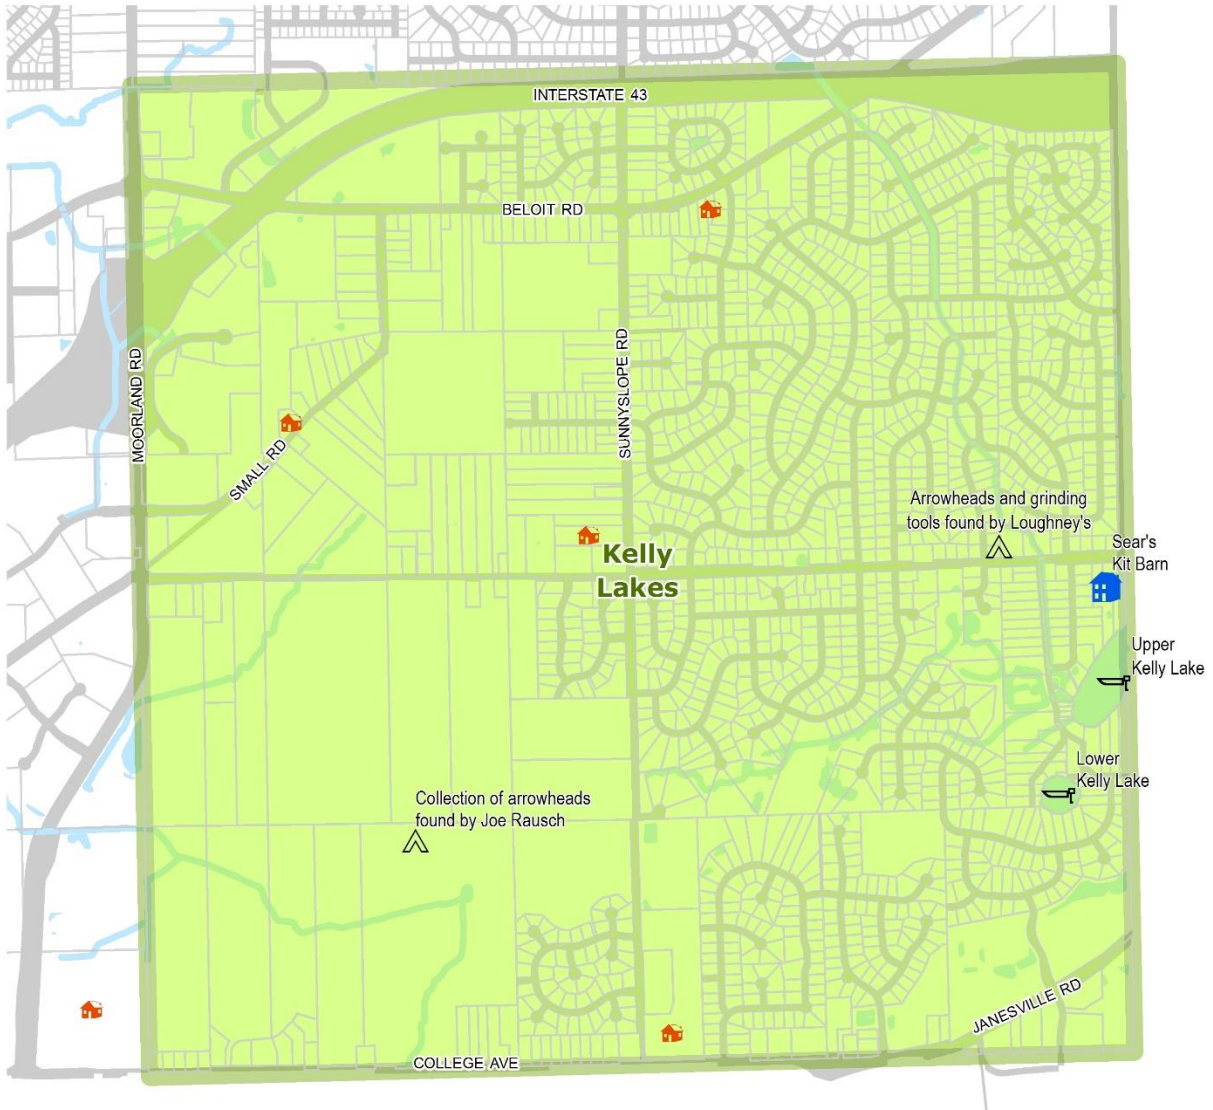 INTERSTATE 43
BELOIT RD
MOORLAND RD
SUNNYSLOPE RD
SMALL RD
Arrowheads and grinding
tools found by Loughney's
Sear's
Kit Barn
Kelly
Lakes
Upper
Kelly Lake
Lower
Kelly Lake
Collection of arrowheads
found by Joe Rausch
JANESVILLE RD
COLLEGE AVE